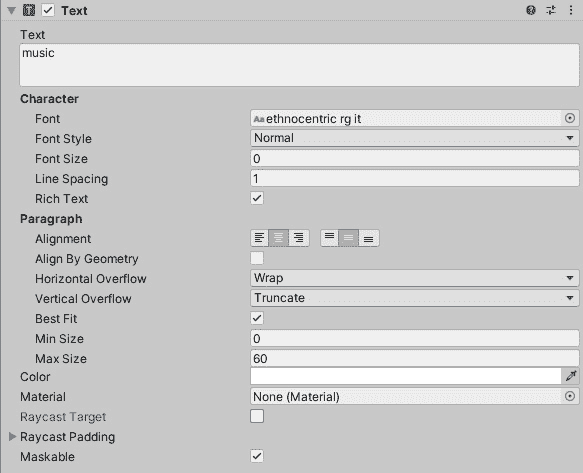 Text
Text
music
Character
Font Aa ethnocentric rg it
Font Style Normal
Font Size 0
Line Spacing 1
Rich Text
Paragraph
Alignment
Align By Geometry
Horizontal Overflow Wrap
Vertical Overflow Truncate
Best Fit
Min Size 0
Max Size 60
Color
Material None (Material)
Raycast Target
Raycast Padding
Maskable